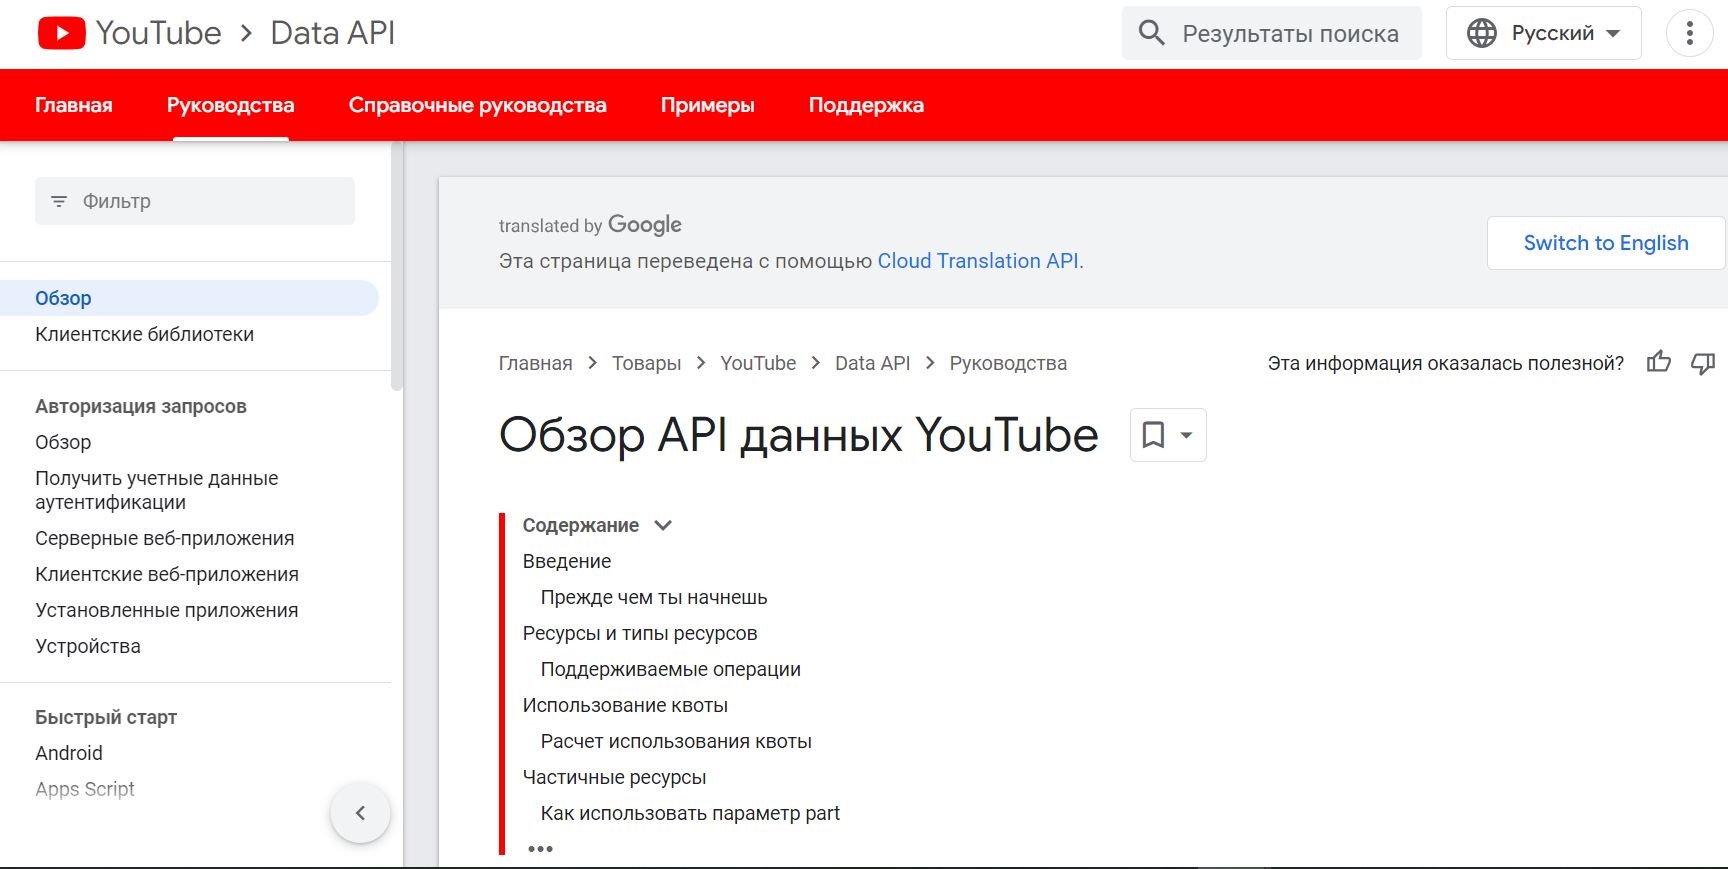 YouTube > Data API
Результаты поиска
Русский
Главная
Руководства
Справочные руководства
Примеры
Поддержка
Фильтр
Обзор
Клиентские библиотеки
Авторизация запросов
Обзор
Получить учетные данные
аутентификации
Серверные веб-приложения
Клиентские веб-приложения
Установленные приложения
Устройства
Быстрый старт
Android
Apps Script
translated by Google
Эта страница переведена с помощью Cloud Translation API.
Switch to English
Главная > Товары > YouTube > Data API > Руководства
Эта информация оказалась полезной?
Обзор API данных YouTube
Содержание
Введение
Прежде чем ты начнешь
Ресурсы и типы ресурсов
Поддерживаемые операции
Использование квоты
Расчет использования квоты
Частичные ресурсы
Как использовать параметр part
•••